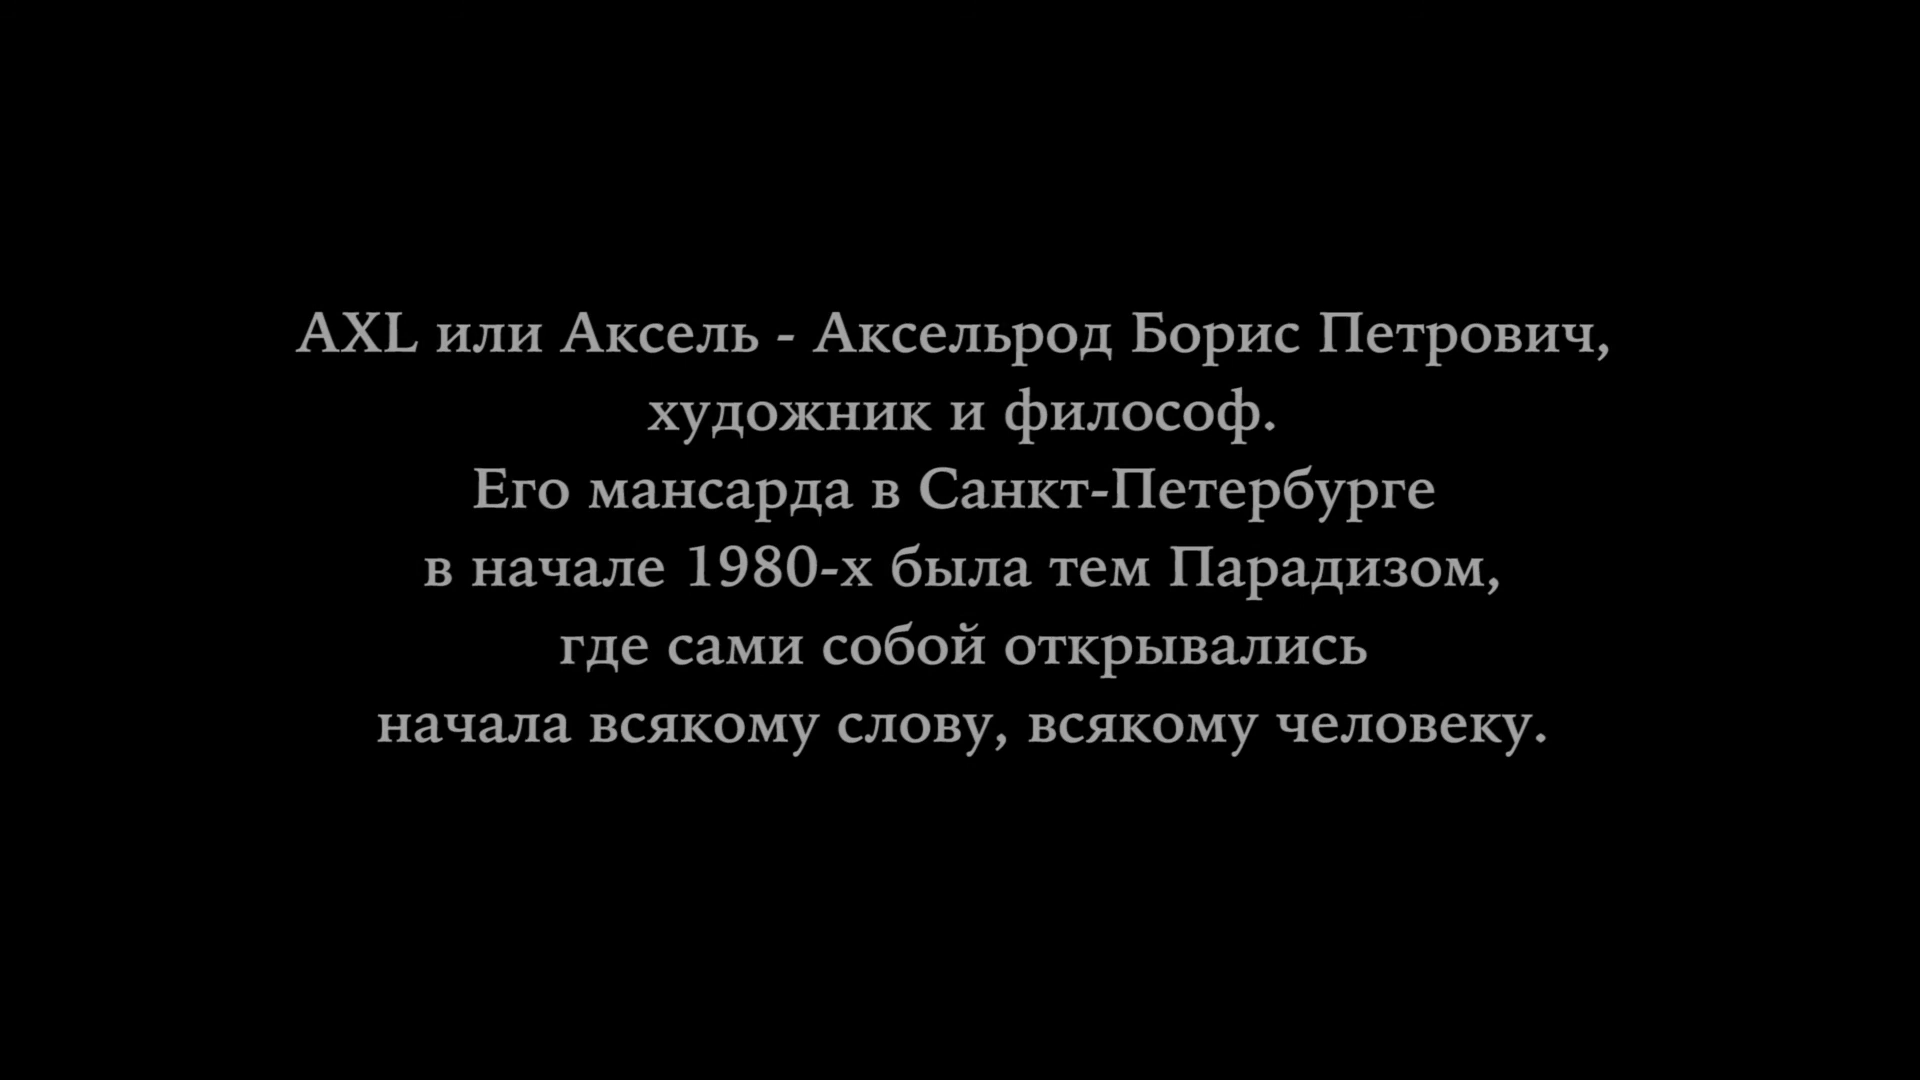 AXL или Аксель - Аксельрод Борис Петрович,
художник и философ.
Его мансарда в Санкт-Петербурге
в начале 1980-х была тем Парадизом,
где сами собой открывались
начала всякому слову, всякому человеку.